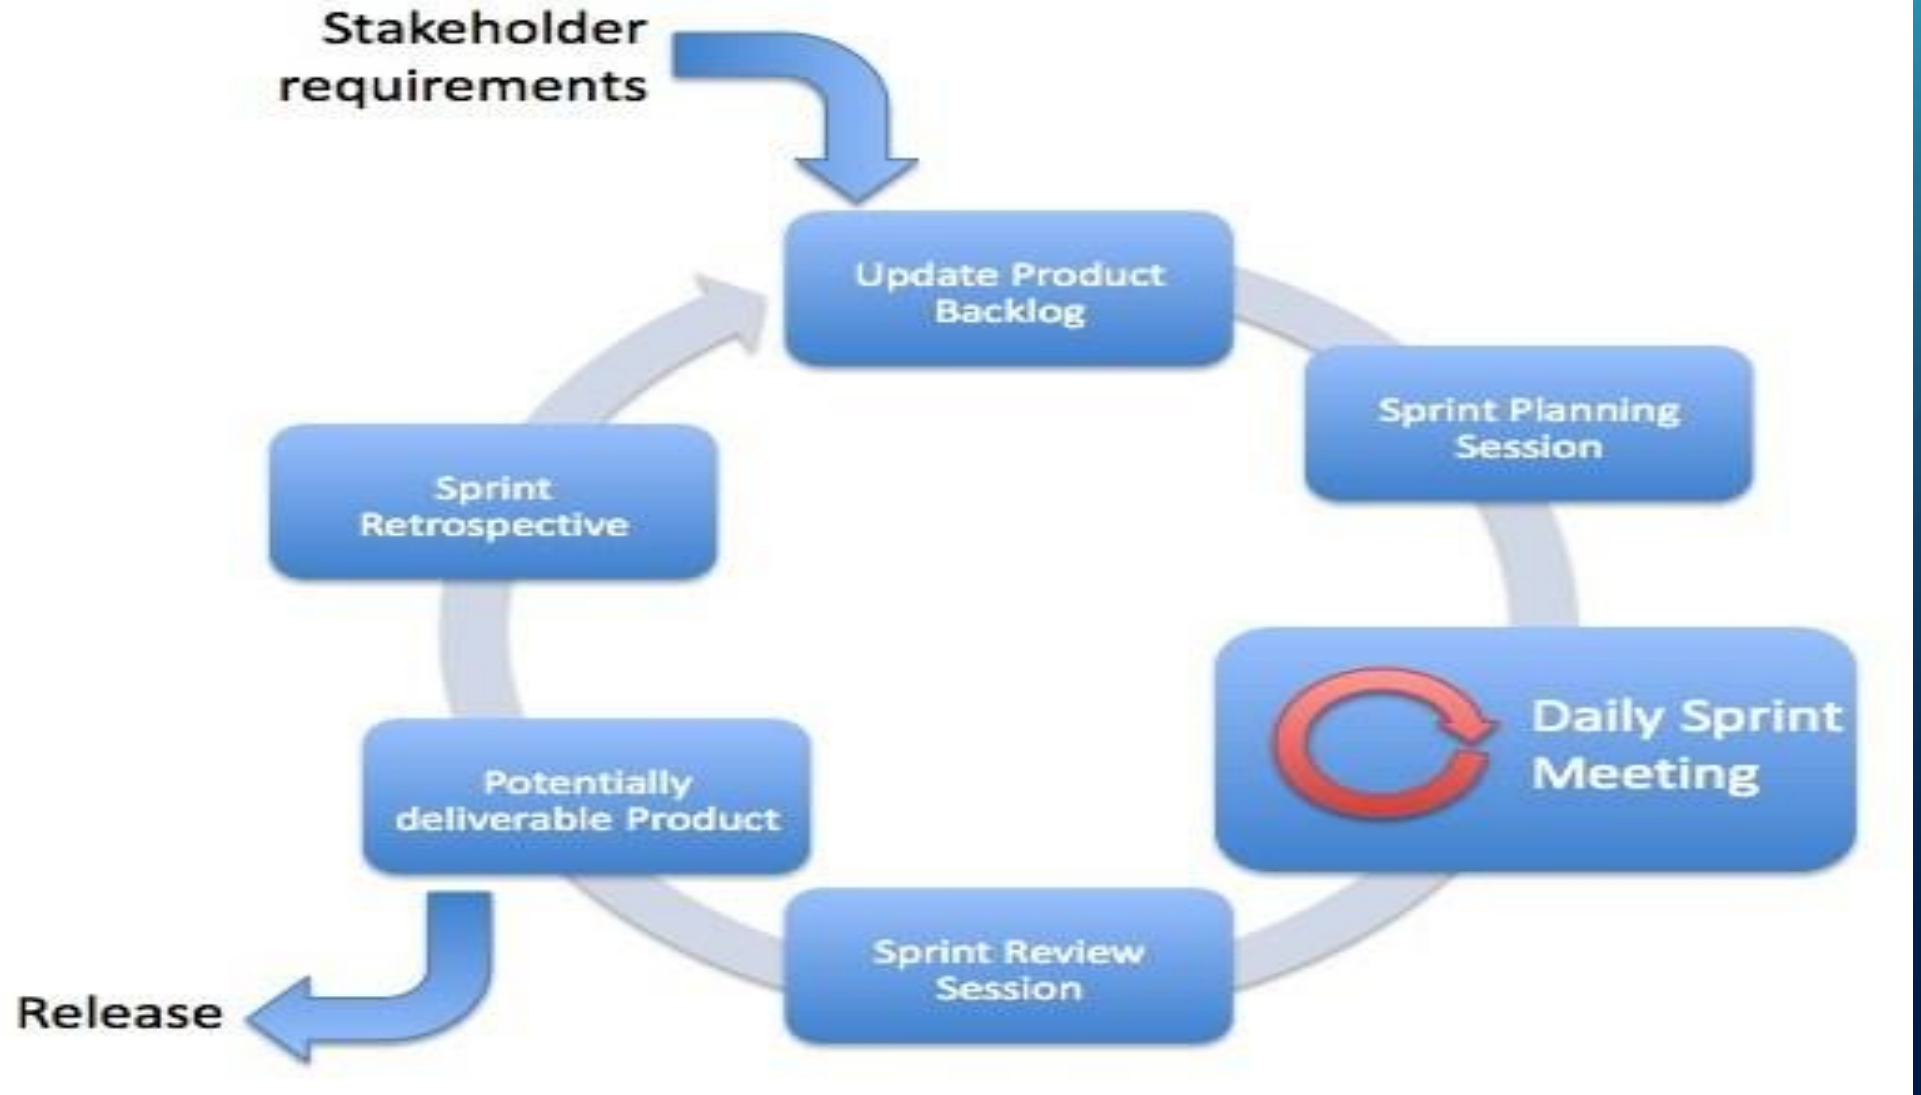 Stakeholder
requirements
Update Product
Backlog
Sprint Planning
Session
Daily Sprint
Meeting
Sprint Review
Session
Potentially
deliverable Product
Release
Sprint
Retrospective